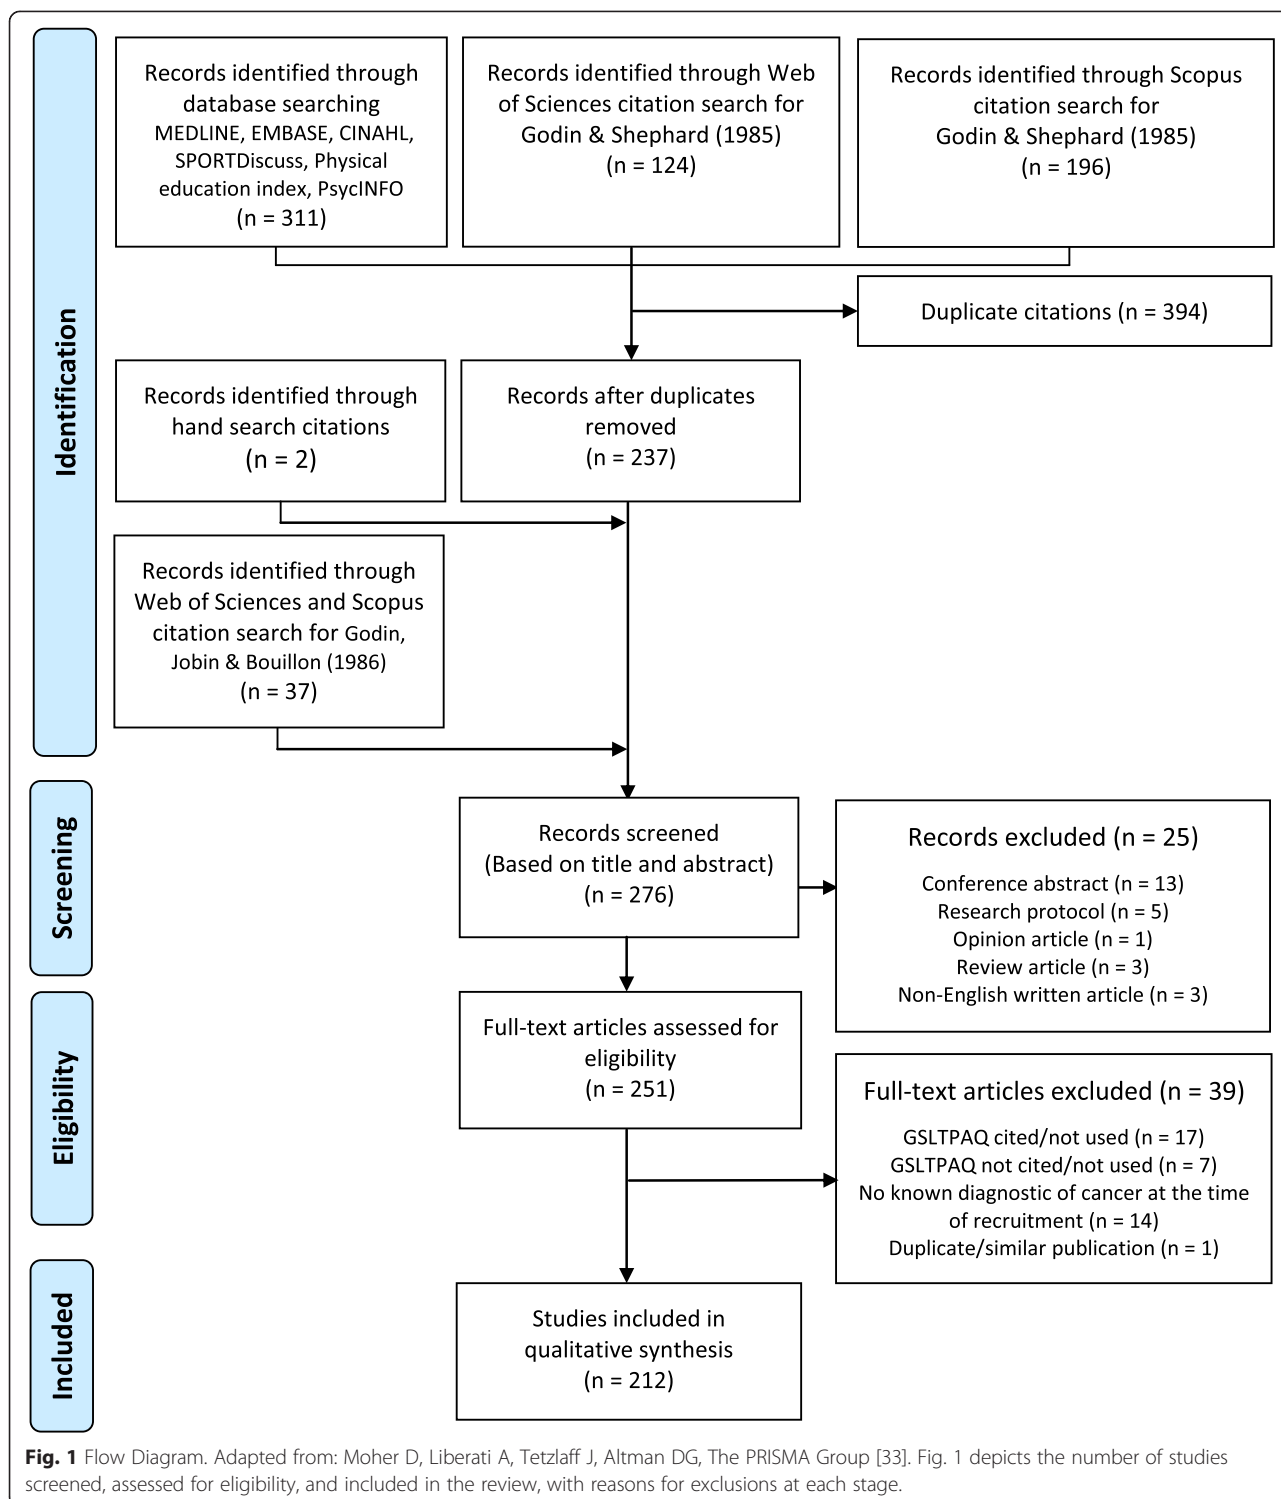 Identification
Records identified through
database searching
MEDLINE, EMBASE, CINAHL,
SPORTDiscuss, Physical
education index, PsycINFO
(n = 311)
Records identified through Web
of Sciences citation search for
Godin & Shephard (1985)
(n = 124)
Records identified through Scopus
citation search for
Godin & Shephard (1985)
(n = 196)
Duplicate citations (n = 394)
Records identified through
hand search citations
(n = 2)
Records after duplicates
removed
(n = 237)
Records identified through
Web of Sciences and Scopus
citation search for Godin,
Jobin & Bouillon (1986)
(n = 37)
Screening
Records screened
(Based on title and abstract)
(n = 276)
Records excluded (n = 25)
Conference abstract (n = 13)
Research protocol (n = 5)
Opinion article (n = 1)
Review article (n = 3)
Non-English written article (n = 3)
Eligibility
Full-text articles assessed for
eligibility
(n = 251)
Full-text articles excluded (n = 39)
GSLTPAQ cited/not used (n = 17)
GSLTPAQ not cited/not used (n = 7)
No known diagnostic of cancer at the time
of recruitment (n = 14)
Duplicate/similar publication (n = 1)
Included
Studies included in
qualitative synthesis
(n = 212)
Fig. 1 Flow Diagram. Adapted from: Moher D, Liberati A, Tetzlaff J, Altman DG, The PRISMA Group [33]. Fig. 1 depicts the number of studies
screened, assessed for eligibility, and included in the review, with reasons for exclusions at each stage.